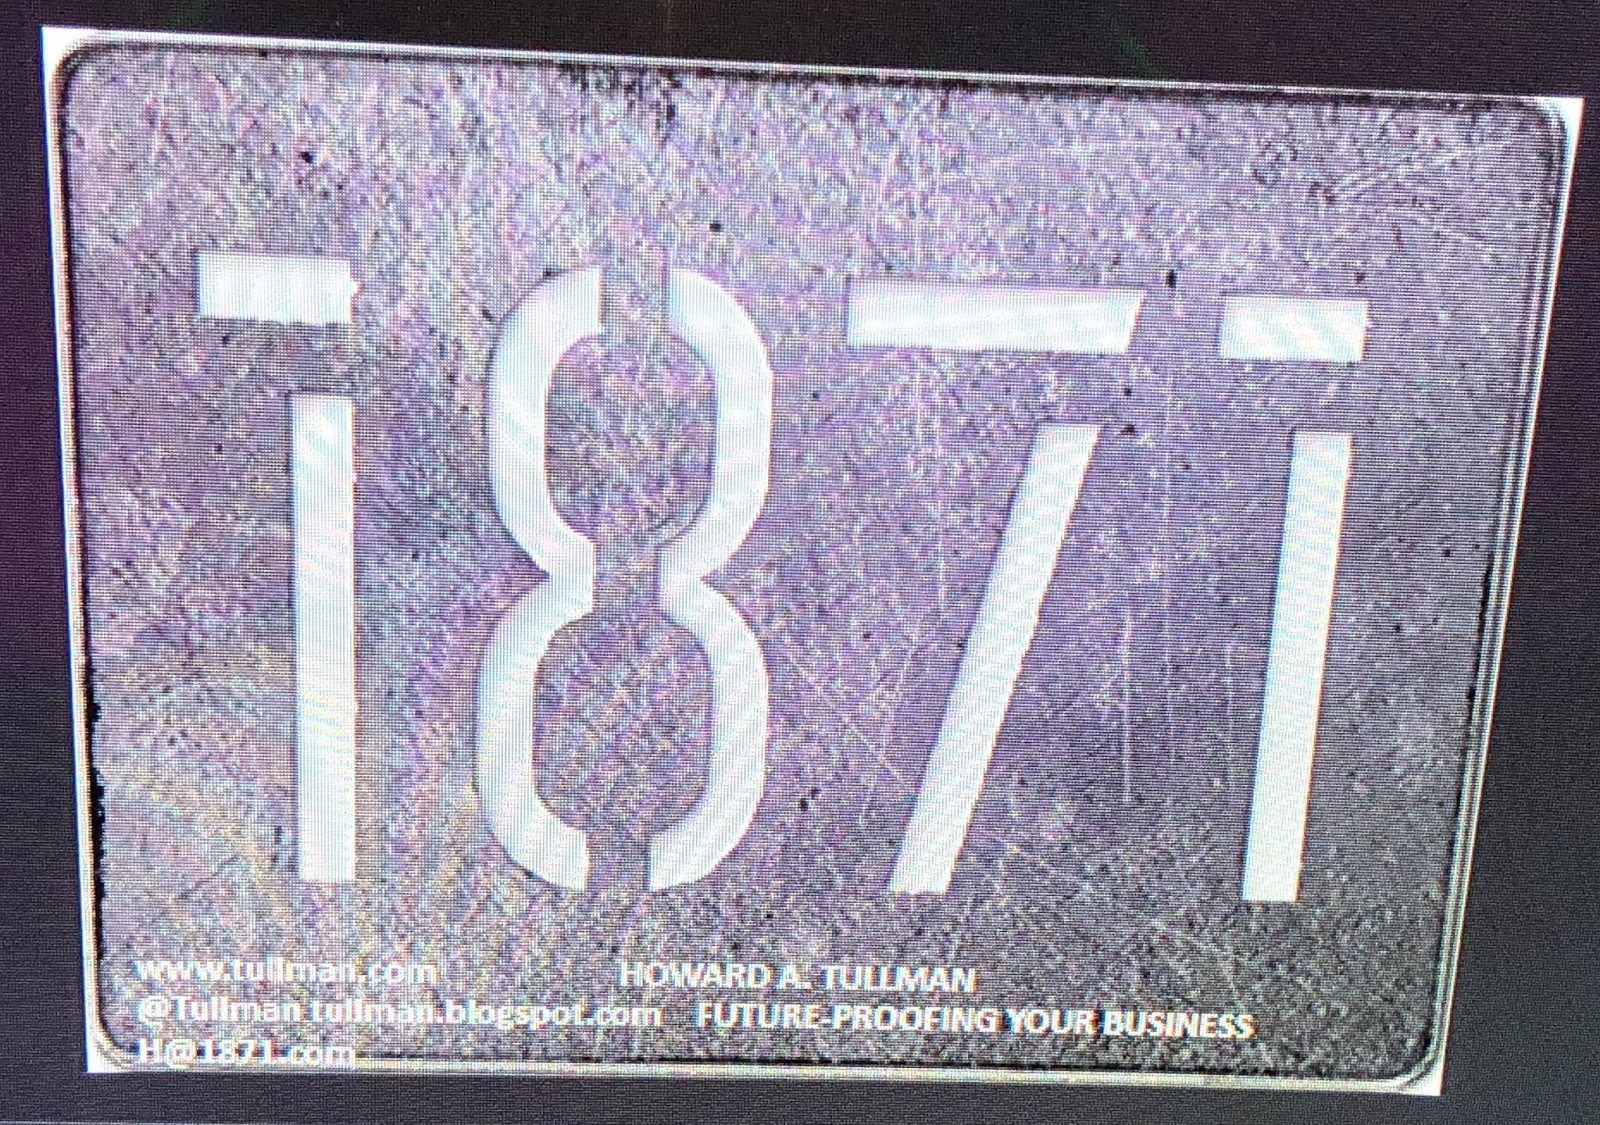 1871
www.tullman.com HOWARD A. TULLMAN
@Tullman tullman.blogspot.com FUTURE-PROOFING YOUR BUSINESS
H@1871.com